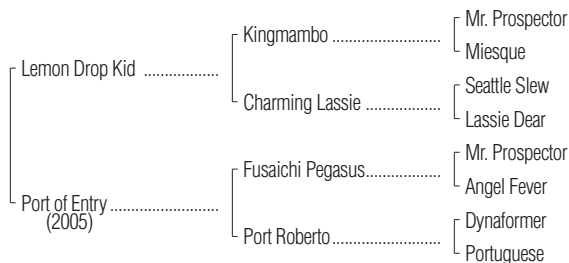 Mr. Prospector
Kingmambo
Miesque
Lemon Drop Kid
Seattle Slew
Charming Lassie
Lassie Dear
Mr. Prospector
Fusaichi Pegasus
Angel Fever
Port of Entry
(2005)
Dynaformer
Port Roberto
Portuguese